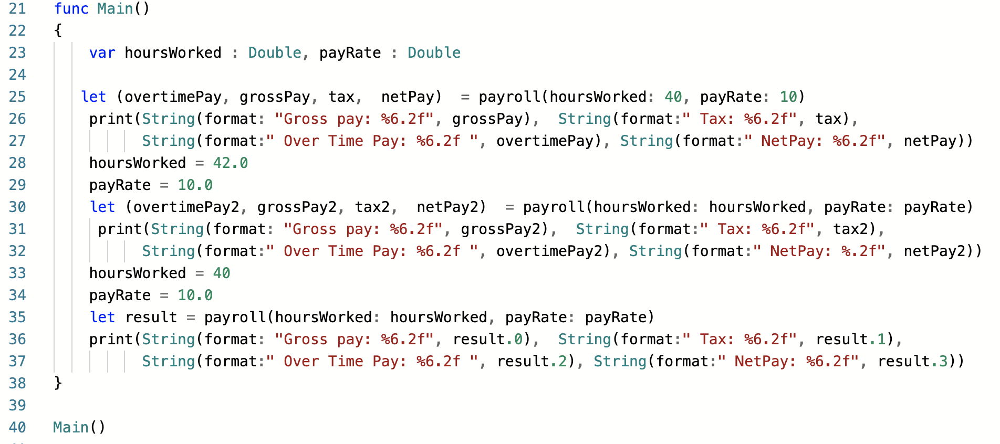 21 func Main()
22 {
23 var hoursWorked : Double, payRate : Double
24
25 let (overtimePay, grossPay, tax,  netPay)  = payroll(hoursWorked: 40, payRate: 10)
26 print(String(format: "Gross pay: %6.2f", grossPay),  String(format:" Tax: %6.2f", tax),
27 String(format:" Over Time Pay: %6.2f ", overtimePay), String(format:" NetPay: %6.2f", netPay))
28 hoursWorked = 42.0
29 payRate = 10.0
30 let (overtimePay2, grossPay2, tax2,  netPay2)  = payroll(hoursWorked: hoursWorked, payRate: payRate)
31 print(String(format: "Gross pay: %6.2f", grossPay2),  String(format:" Tax: %6.2f", tax2),
32 String(format:" Over Time Pay: %6.2f ", overtimePay2), String(format:" NetPay: %.2f", netPay2))
33 hoursWorked = 40
34 payRate = 10.0
35 let result = payroll(hoursWorked: hoursWorked, payRate: payRate)
36 print(String(format: "Gross pay: %6.2f", result.0),  String(format:" Tax: %6.2f", result.1),
37 String(format:" Over Time Pay: %6.2f ", result.2), String(format:" NetPay: %6.2f", result.3))
38 }
39
40 Main()